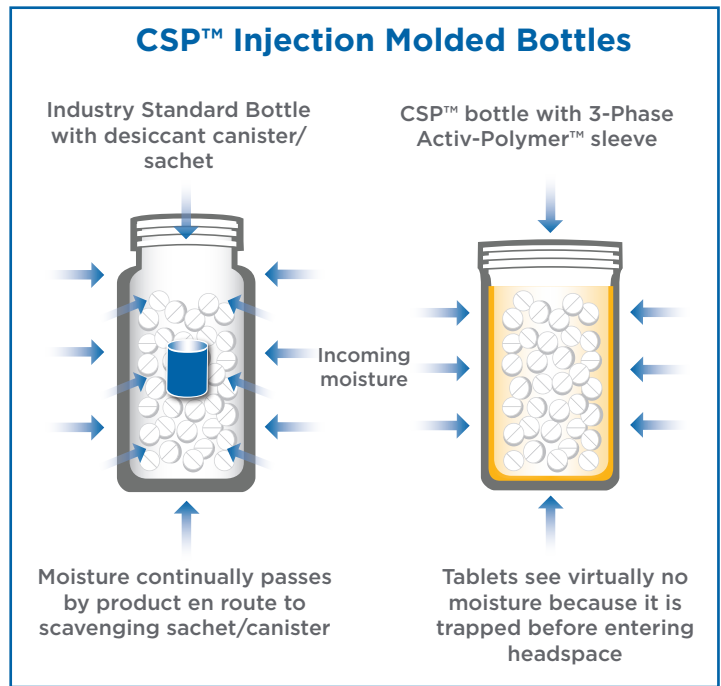 CSP™ Injection Molded Bottles
Industry Standard Bottle
with desiccant canister/
sachet
CSP™ bottle with 3-Phase
Activ-Polymer™ sleeve
Incoming
moisture
Moisture continually passes
by product en route to
scavenging sachet/canister
Tablets see virtually no
moisture because it is
trapped before entering
headspace